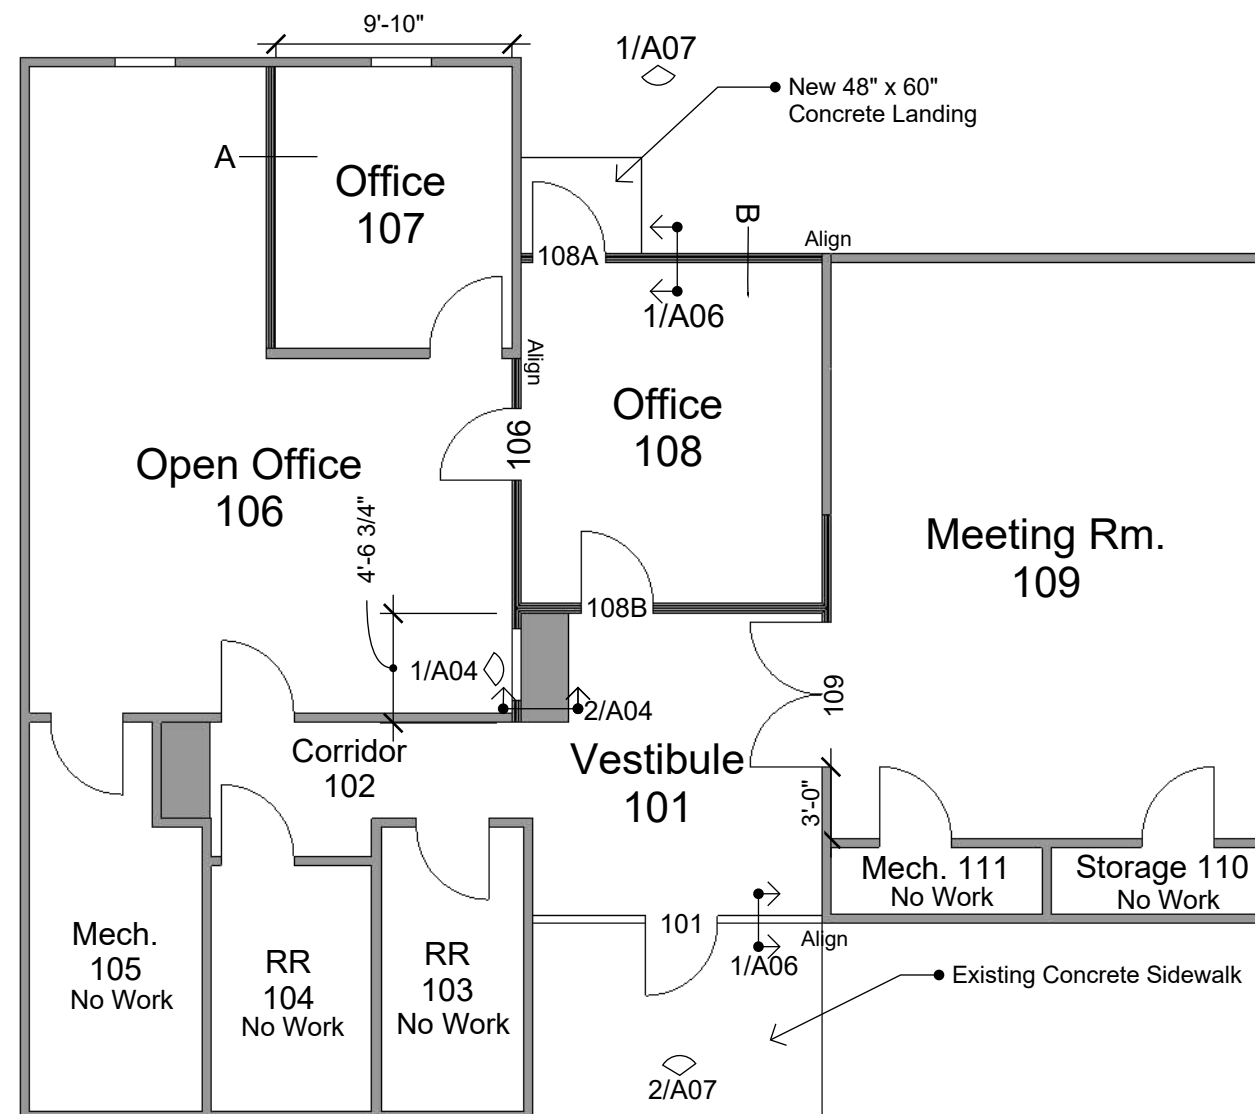 9'-10"
1/A07
New 48" x 60"
Concrete Landing
A
Office
107
B
Align
108A
1/A06
Align
Office
108
106
Open Office
106
4'-6 3/4"
Meeting Rm.
109
108B
1/A04
2/A04
109
Corridor
102
Vestibule
101
3'-0"
Mech. 111
No Work
Storage 110
No Work
Mech.
105
No Work
RR
104
No Work
RR
103
No Work
101
Align
1/A06
Existing Concrete Sidewalk
2/A07